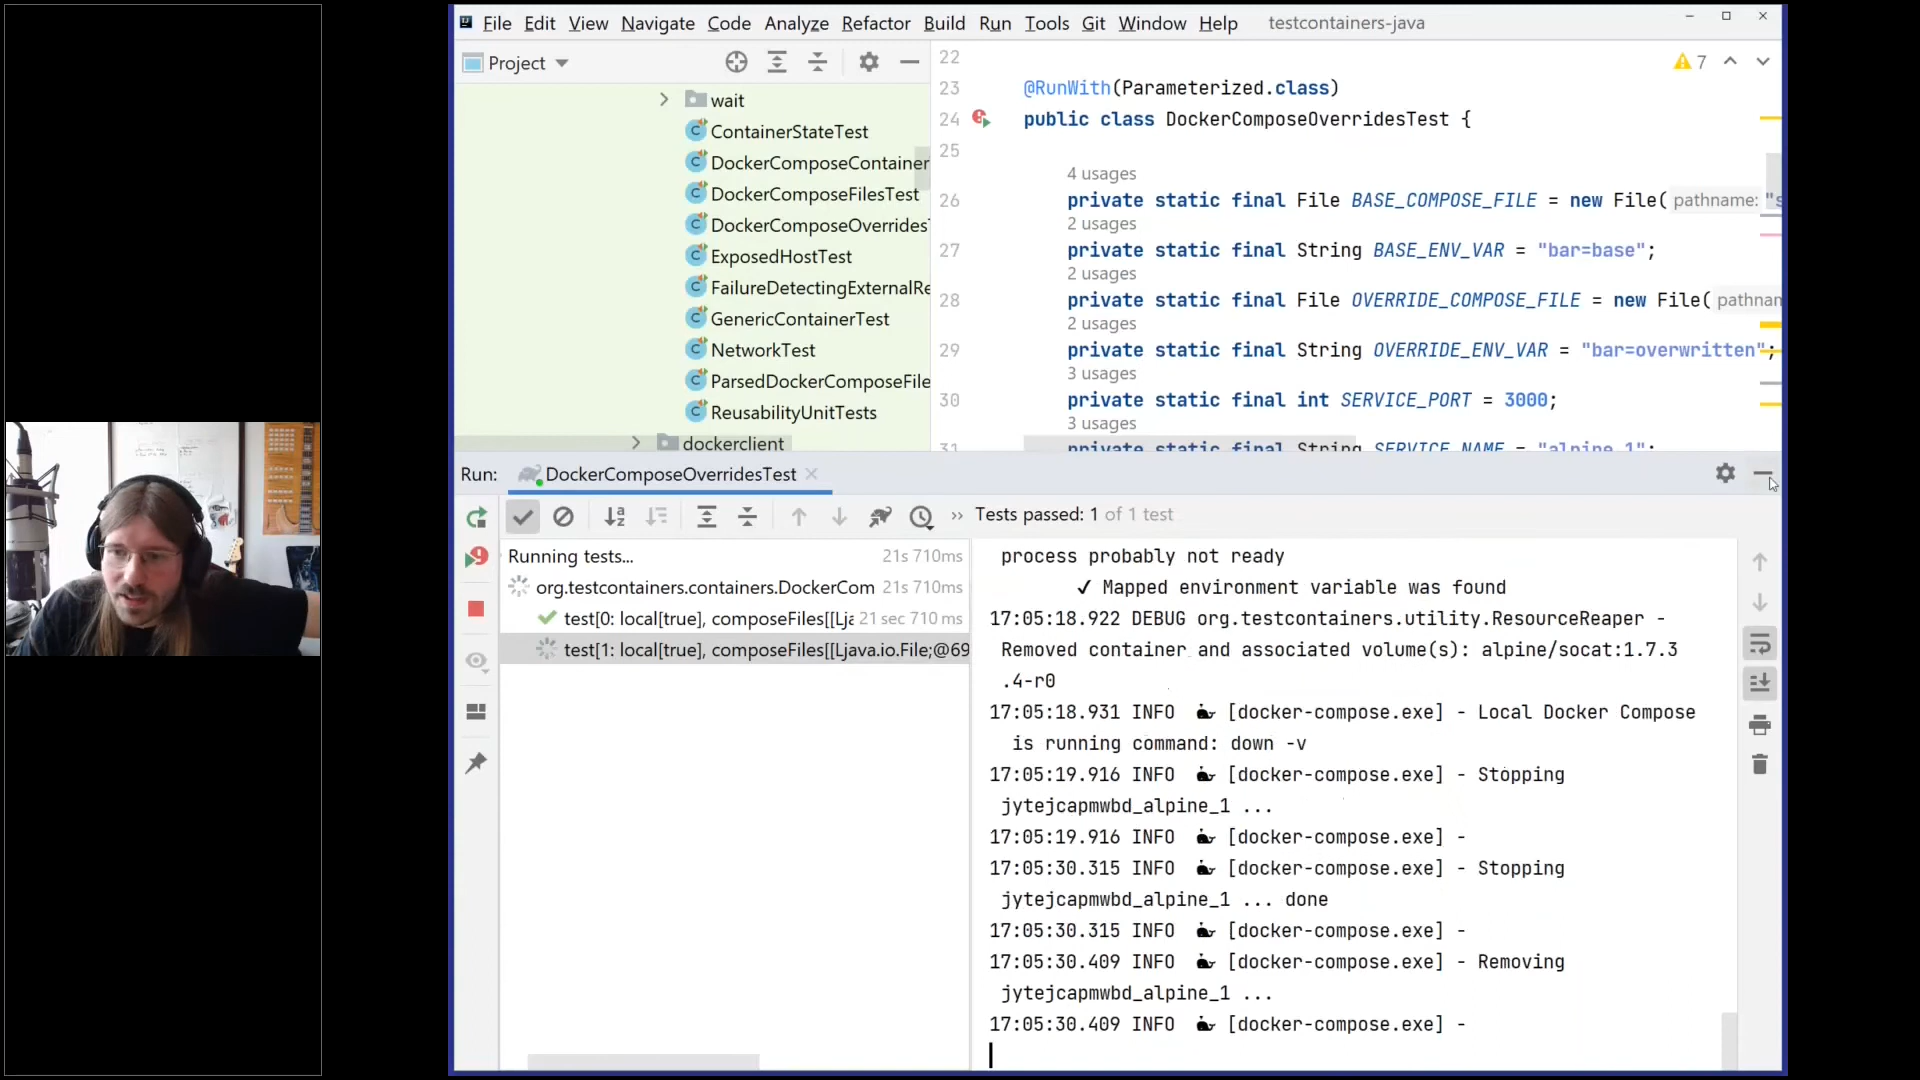 File Edit View Navigate Code Analyze Refactor Build Run Tools Git Window Help testcontainers-java
Project
wait
ContainerStateTest
DockerComposeContainer
DockerComposeFilesTest
DockerComposeOverridesT
ExposedHostTest
FailureDetectingExternalRe
GenericContainerTest
NetworkTest
ParsedDockerComposeFile
ReusabilityUnitTests
dockerclient
7
22
23 @RunWith(Parameterized.class)
24 public class DockerComposeOverridesTest {
25
4 usages
26 private static final File BASE_COMPOSE_FILE = new File( pathname: "s
2 usages
27 private static final String BASE_ENV_VAR = "bar=base";
2 usages
28 private static final File OVERRIDE_COMPOSE_FILE = new File( pathnam
2 usages
29 private static final String OVERRIDE_ENV_VAR = "bar=overwritten";
3 usages
30 private static final int SERVICE_PORT = 3000;
3 usages
31 private static final String SERVICE_NAME = "alpine_1";
Run: DockerComposeOverridesTest
Tests passed: 1 of 1 test
Running tests... 21s 710ms
org.testcontainers.containers.DockerCom 21s 710ms
test[0: local[true], composeFiles[[Lja 21 sec 710 ms
test[1: local[true], composeFiles[[Ljava.io.File;@69
process probably not ready
✓ Mapped environment variable was found
17:05:18.922 DEBUG org.testcontainers.utility.ResourceReaper -
Removed container and associated volume(s): alpine/socat:1.7.3
.4-r0
17:05:18.931 INFO 🐳 [docker-compose.exe] - Local Docker Compose
is running command: down -v
17:05:19.916 INFO 🐳 [docker-compose.exe] - Stopping
jytejcapmwbd_alpine_1 ...
17:05:19.916 INFO 🐳 [docker-compose.exe] -
17:05:30.315 INFO 🐳 [docker-compose.exe] - Stopping
jytejcapmwbd_alpine_1 ... done
17:05:30.315 INFO 🐳 [docker-compose.exe] -
17:05:30.409 INFO 🐳 [docker-compose.exe] - Removing
jytejcapmwbd_alpine_1 ...
17:05:30.409 INFO 🐳 [docker-compose.exe] -